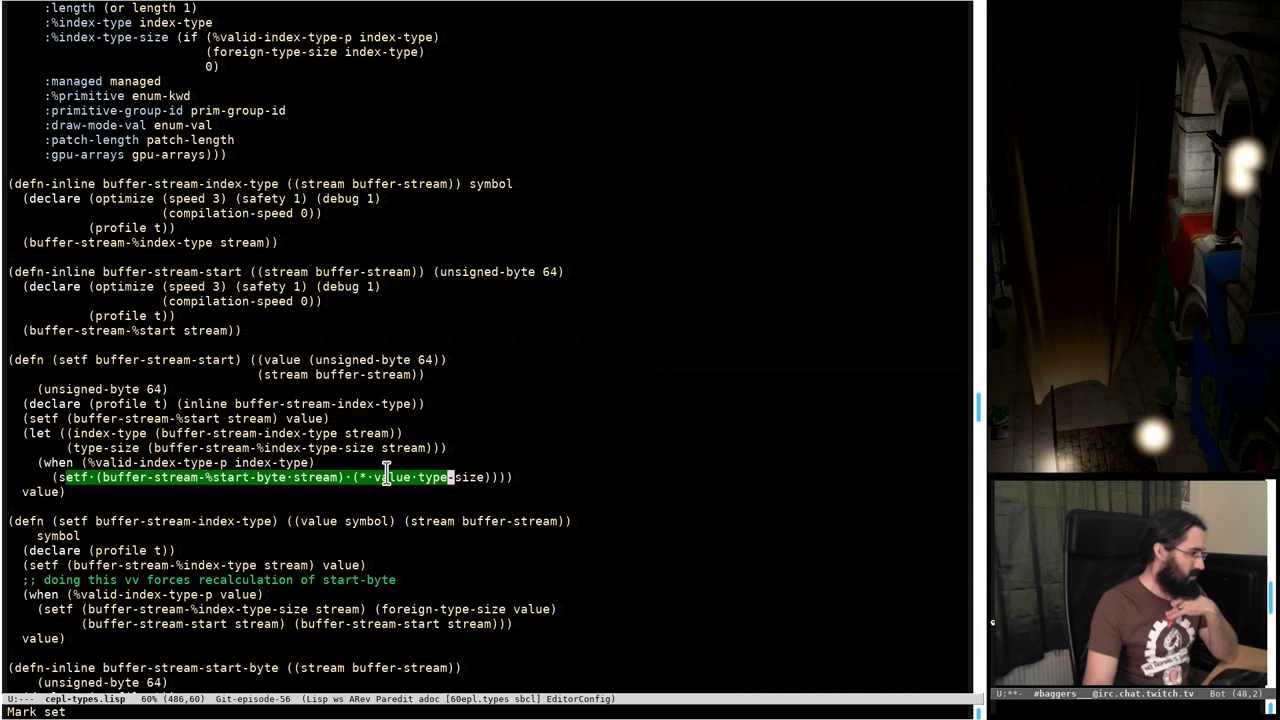 :length (or length 1)
:%index-type index-type
:%index-type-size (if (%valid-index-type-p index-type)
(foreign-type-size index-type)
0)
:managed managed
:%primitive enum-kwd
:primitive-group-id prim-group-id
:draw-mode-val enum-val
:patch-length patch-length
:gpu-arrays gpu-arrays)))
(defn-inline buffer-stream-index-type ((stream buffer-stream)) symbol
(declare (optimize (speed 3) (safety 1) (debug 1)
(compilation-speed 0))
(profile t))
(buffer-stream-%index-type stream))
(defn-inline buffer-stream-start ((stream buffer-stream)) (unsigned-byte 64)
(declare (optimize (speed 3) (safety 1) (debug 1)
(compilation-speed 0))
(profile t))
(buffer-stream-%start stream))
(defn (setf buffer-stream-start) ((value (unsigned-byte 64))
(stream buffer-stream))
(unsigned-byte 64)
(declare (profile t) (inline buffer-stream-index-type))
(setf (buffer-stream-%start stream) value)
(let ((index-type (buffer-stream-index-type stream))
(type-size (buffer-stream-%index-type-size stream)))
(when (%valid-index-type-p index-type)
(setf·(buffer-stream-%start-byte·stream)·(*·value·type-size))))
value)
(defn (setf buffer-stream-index-type) ((value symbol) (stream buffer-stream))
symbol
(declare (profile t))
(setf (buffer-stream-%index-type stream) value)
;; doing this vv forces recalculation of start-byte
(when (%valid-index-type-p value)
(setf (buffer-stream-%index-type-size stream) (foreign-type-size value)
(buffer-stream-start stream) (buffer-stream-start stream)))
value)
(defn-inline buffer-stream-start-byte ((stream buffer-stream))
(unsigned-byte 64)
U:--- cepl-types.lisp 60% (486,60) Git-episode-56 (Lisp ws ARev Paredit adoc [60epl.types sbcl] EditorConfig)
Mark set
U:**- #baggers__@irc.chat.twitch.tv Bot (48,2)